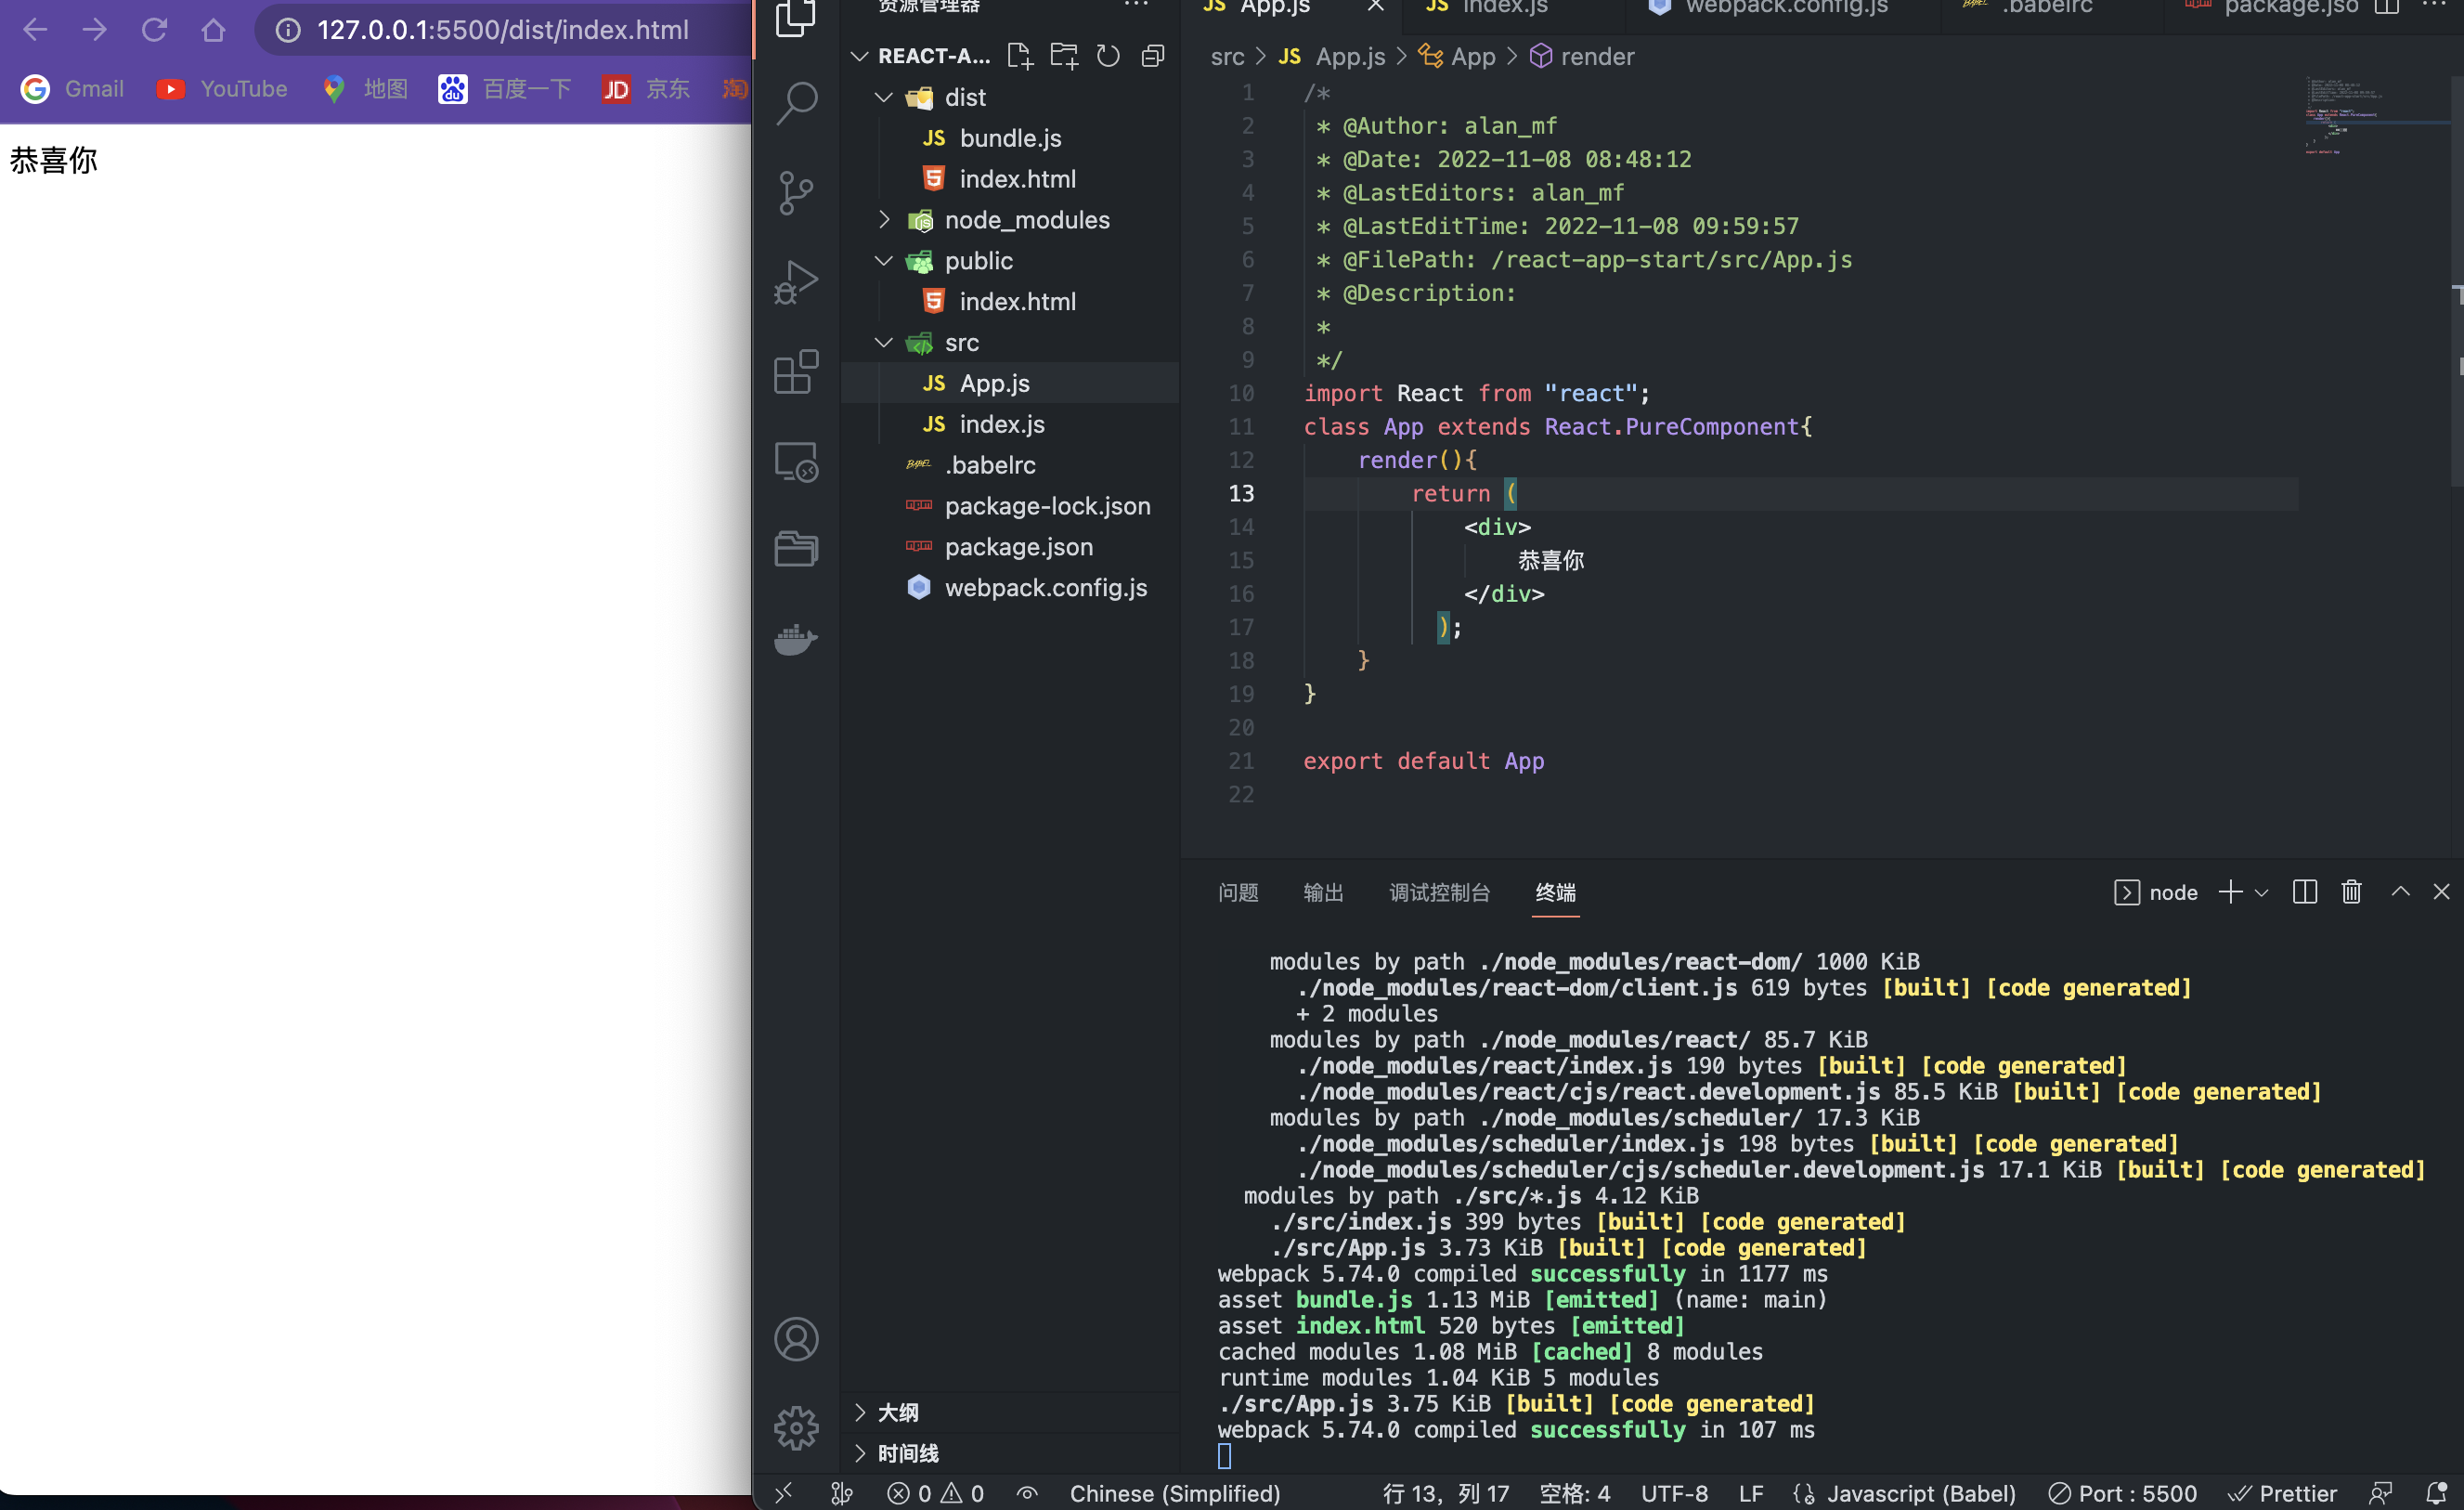 127.0.0.1:5500/dist/index.html
Gmail YouTube 地图 百度一下 JD 京东 淘
恭喜你
资源管理器
REACT-A...
dist
JS bundle.js
index.html
node_modules
public
index.html
src
JS App.js
JS index.js
.babelrc
package-lock.json
package.json
webpack.config.js
大纲
时间线
JS App.js JS index.js webpack.config.js .babelrc package.jso
src > JS App.js > App > render
1 /*
2 * @Author: alan_mf
3 * @Date: 2022-11-08 08:48:12
4 * @LastEditors: alan_mf
5 * @LastEditTime: 2022-11-08 09:59:57
6 * @FilePath: /react-app-start/src/App.js
7 * @Description:
8 *
9 */
10 import React from "react";
11 class App extends React.PureComponent{
12 render(){
13 return (
14 <div>
15 恭喜你
16 </div>
17 );
18 }
19 }
20
21 export default App
22
问题 输出 调试控制台 终端 node
modules by path ./node_modules/react-dom/ 1000 KiB
./node_modules/react-dom/client.js 619 bytes [built] [code generated]
+ 2 modules
modules by path ./node_modules/react/ 85.7 KiB
./node_modules/react/index.js 190 bytes [built] [code generated]
./node_modules/react/cjs/react.development.js 85.5 KiB [built] [code generated]
modules by path ./node_modules/scheduler/ 17.3 KiB
./node_modules/scheduler/index.js 198 bytes [built] [code generated]
./node_modules/scheduler/cjs/scheduler.development.js 17.1 KiB [built] [code generated]
modules by path ./src/*.js 4.12 KiB
./src/index.js 399 bytes [built] [code generated]
./src/App.js 3.73 KiB [built] [code generated]
webpack 5.74.0 compiled successfully in 1177 ms
asset bundle.js 1.13 MiB [emitted] (name: main)
asset index.html 520 bytes [emitted]
cached modules 1.08 MiB [cached] 8 modules
runtime modules 1.04 KiB 5 modules
./src/App.js 3.75 KiB [built] [code generated]
webpack 5.74.0 compiled successfully in 107 ms
0 0 Chinese (Simplified) 行 13，列 17 空格: 4 UTF-8 LF Javascript (Babel) Port : 5500 Prettier